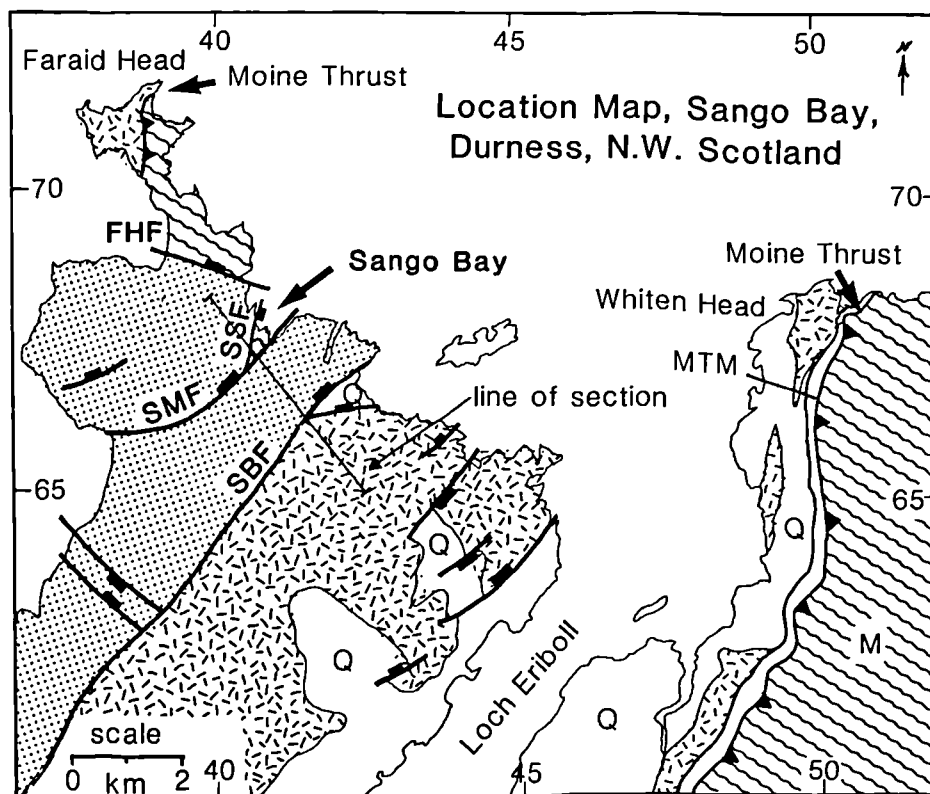 40
45
50
Faraid Head
Moine Thrust
N
Location Map, Sango Bay,
Durness, N.W. Scotland
70
70
FHF
Sango Bay
Moine Thrust
SSF
Whiten Head
MTM
SMF
Q
line of section
SBF
65
65
Q
Q
M
Q
Q
Loch Eriboll
scale
0 km 2
40
45
50